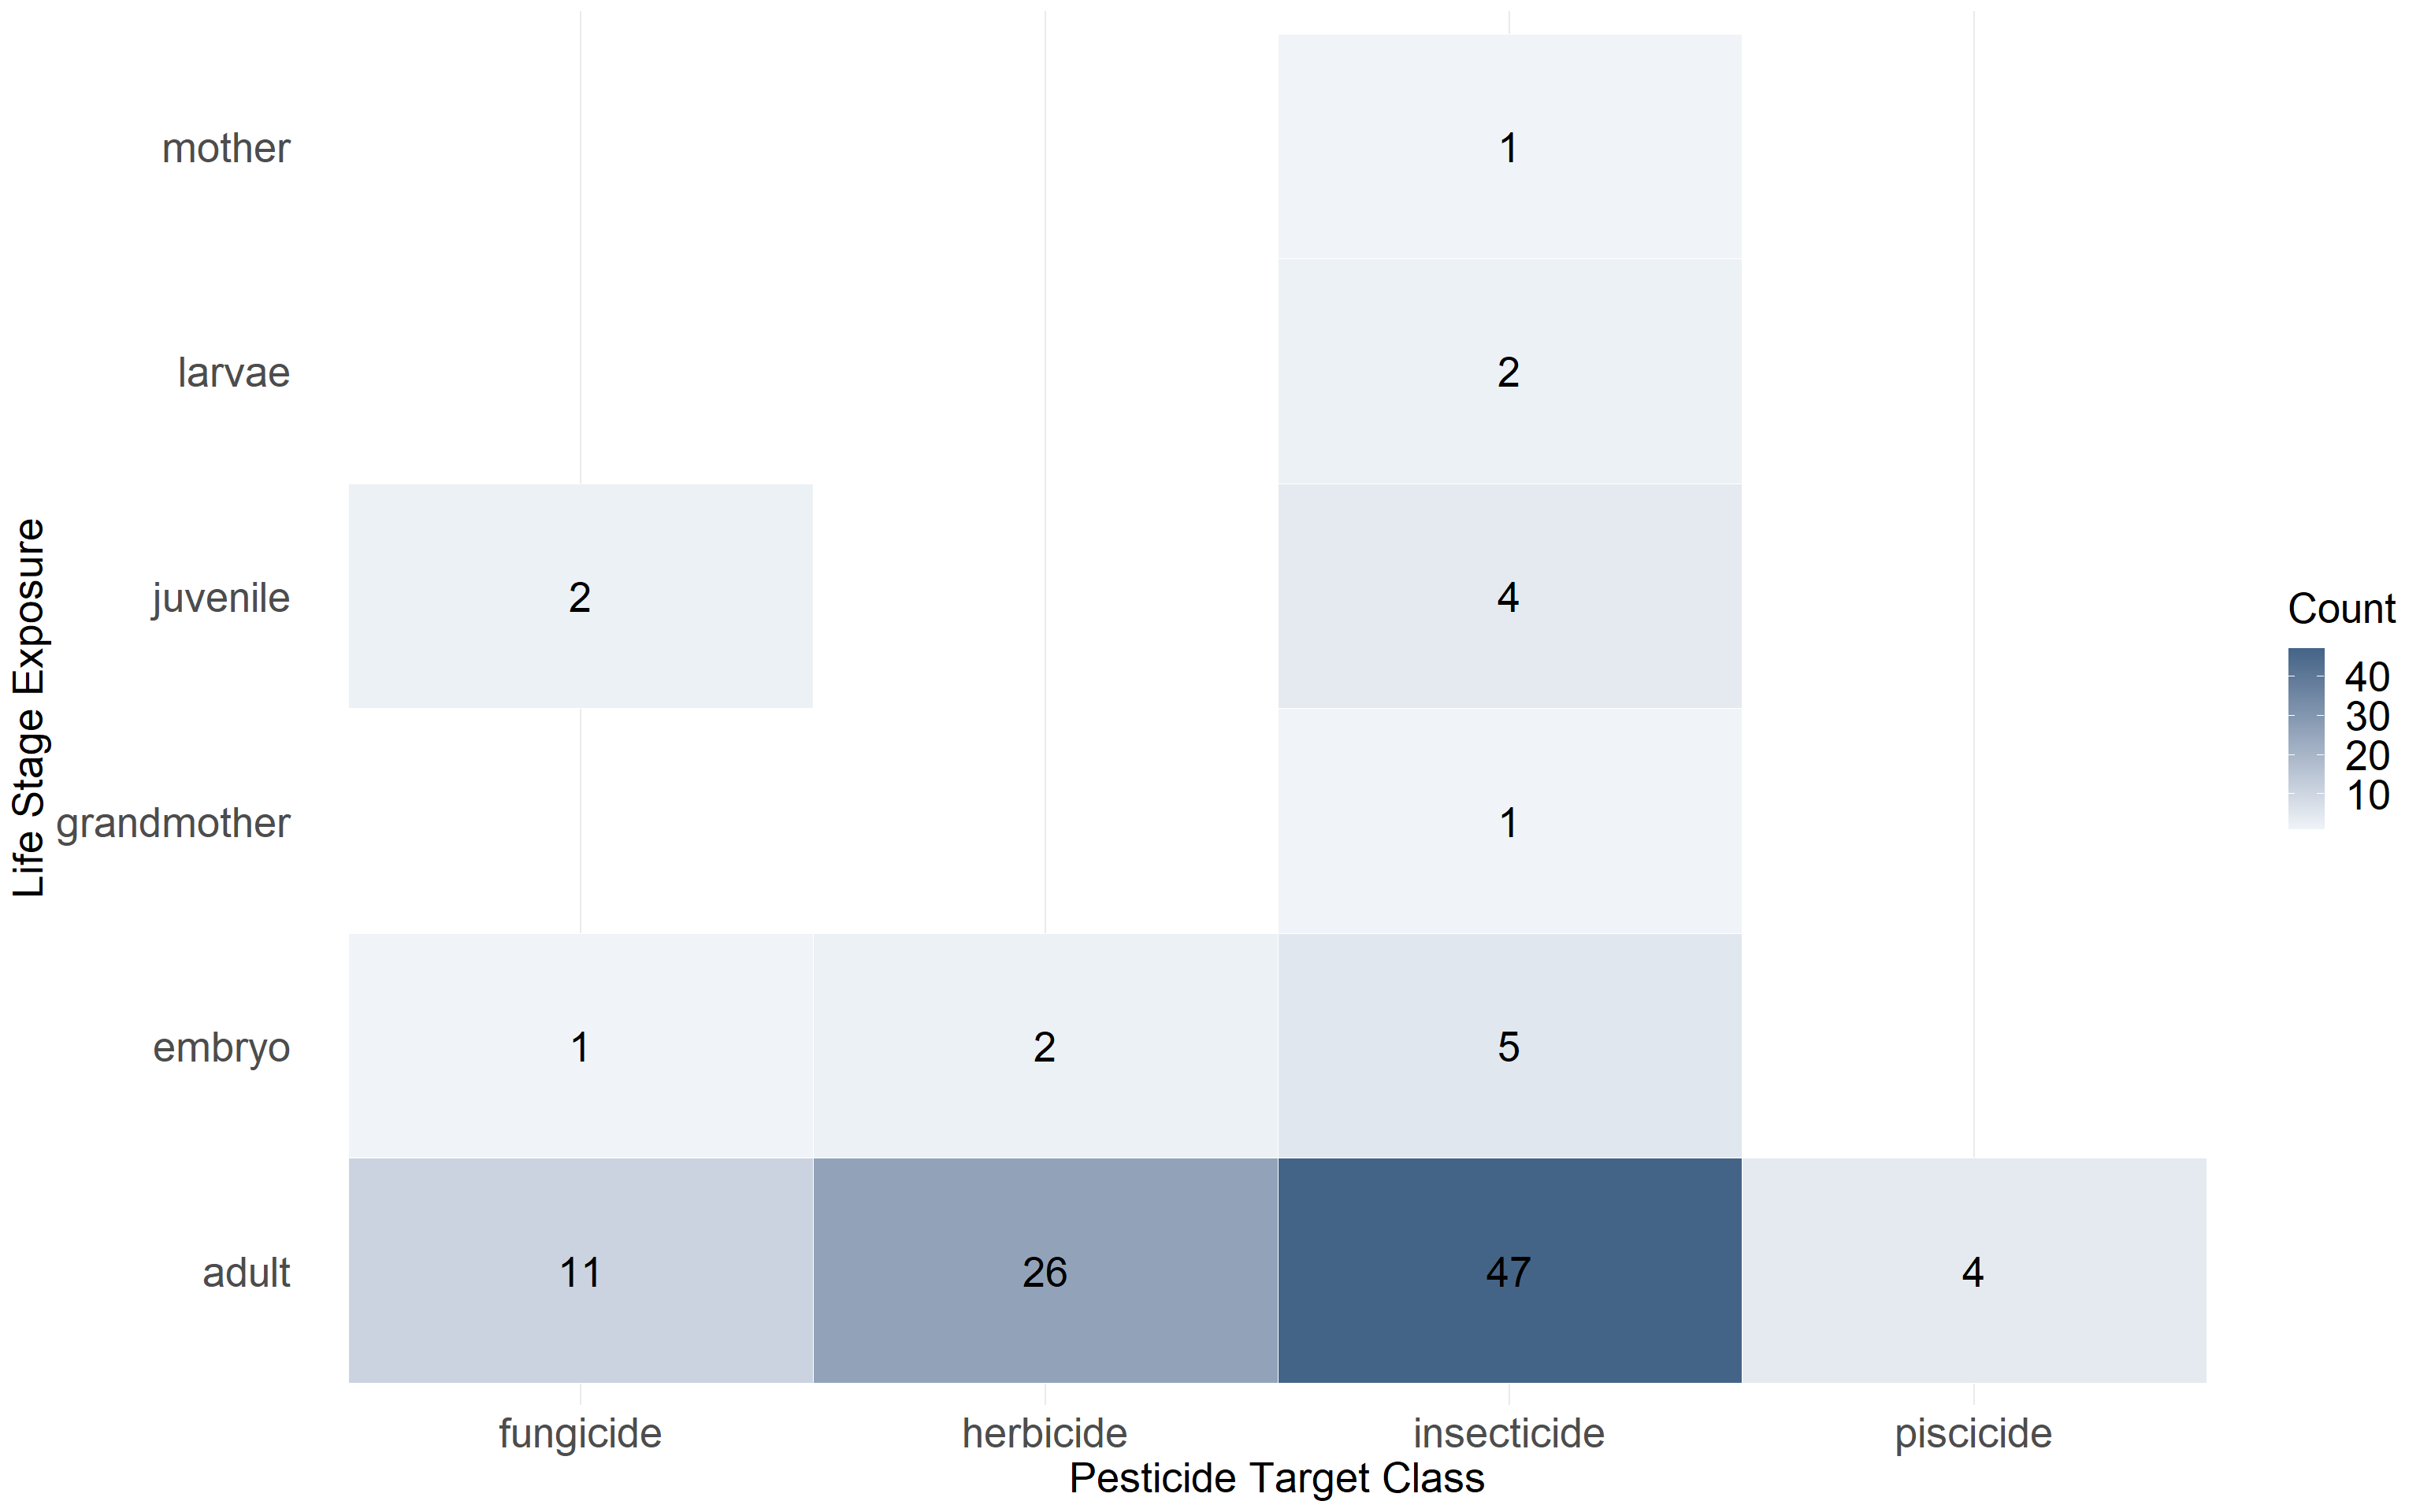 mother
1
larvae
2
juvenile
2
4
grandmother
1
embryo
1
2
5
adult
11
26
47
4
fungicide
herbicide
insecticide
piscicide
Pesticide Target Class
Life Stage Exposure
Count
40
30
20
10